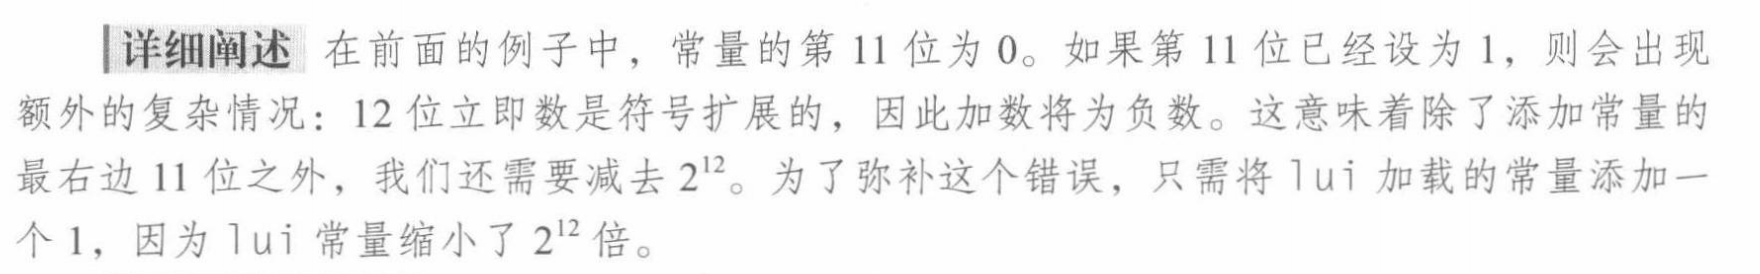 详细阐述 在前面的例子中，常量的第 11 位为 0。如果第 11 位已经设为 1，则会出现
额外的复杂情况：12 位立即数是符号扩展的，因此加数将为负数。这意味着除了添加常量的
最右边 11 位之外，我们还需要减去 2¹²。为了弥补这个错误，只需将 lui 加载的常量添加一
个 1，因为 lui 常量缩小了 2¹² 倍。